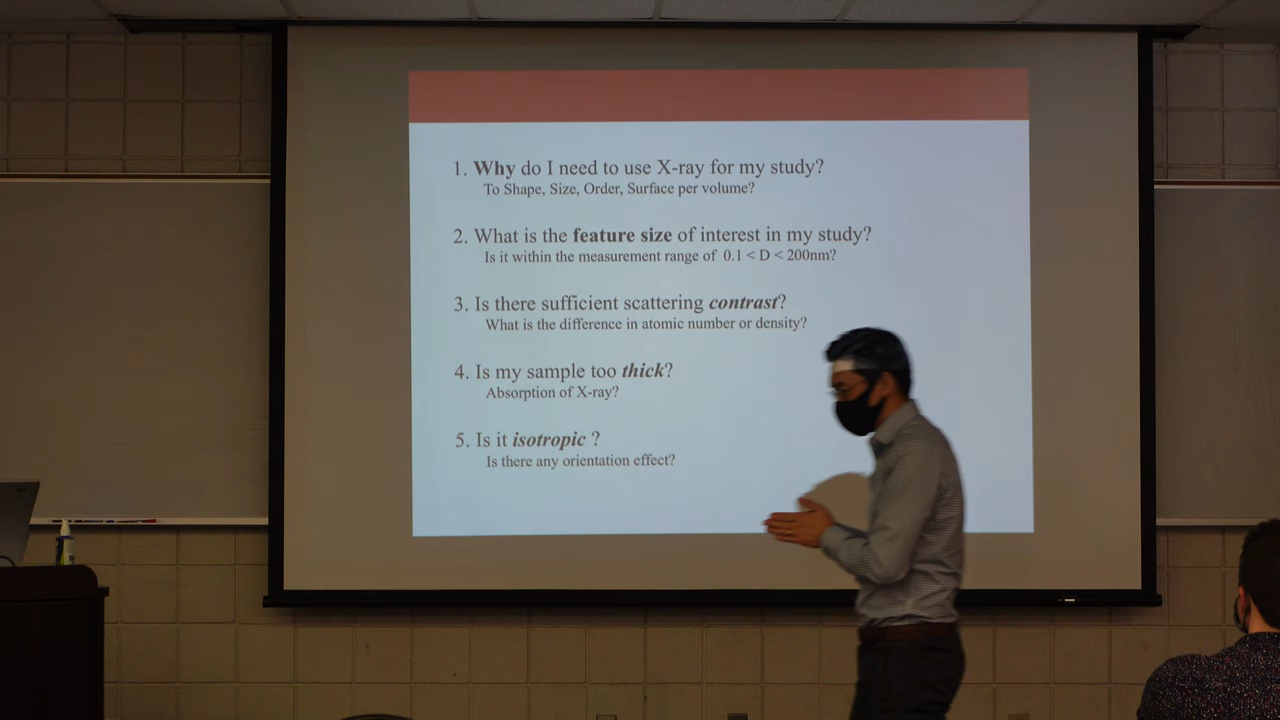 1. Why do I need to use X-ray for my study?
To Shape, Size, Order, Surface per volume?
2. What is the feature size of interest in my study?
Is it within the measurement range of 0.1 < D < 200nm?
3. Is there sufficient scattering contrast?
What is the difference in atomic number or density?
4. Is my sample too thick?
Absorption of X-ray?
5. Is it isotropic ?
Is there any orientation effect?